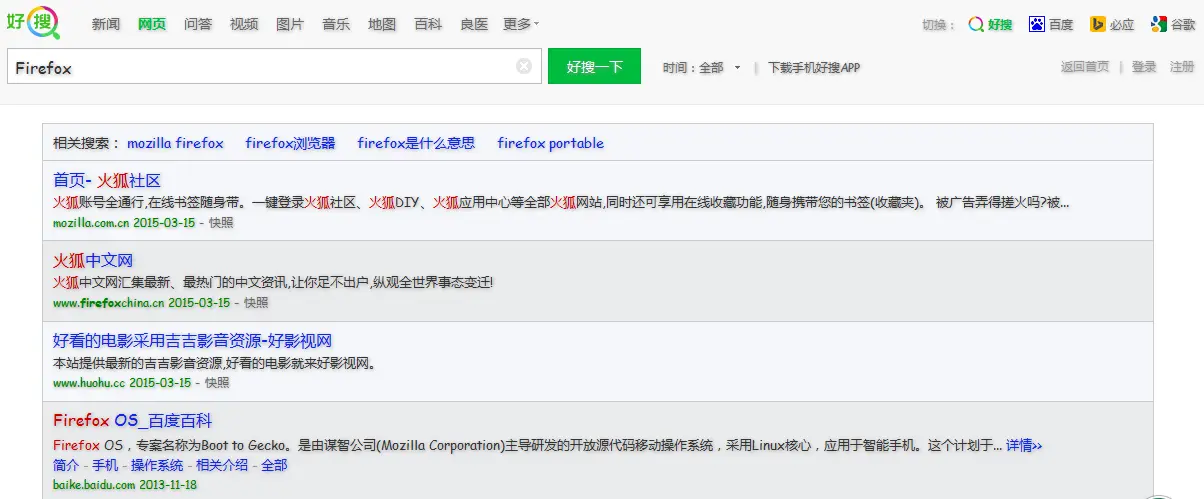 好搜 新闻 网页 问答 视频 图片 音乐 地图 百科 良医 更多 切换： 好搜 百度 必应 谷歌
Firefox 好搜一下 时间：全部 | 下载手机好搜APP 返回首页 | 登录 注册
相关搜索： mozilla firefox firefox浏览器 firefox是什么意思 firefox portable
首页- 火狐社区
火狐账号全通行,在线书签随身带。一键登录火狐社区、火狐DIY、火狐应用中心等全部火狐网站,同时还可享用在线收藏功能,随身携带您的书签(收藏夹)。 被广告弄得搓火吗?被...
mozilla.com.cn 2015-03-15 - 快照
火狐中文网
火狐中文网汇集最新、最热门的中文资讯,让你足不出户,纵观全世界事态变迁!
www.firefoxchina.cn 2015-03-15 - 快照
好看的电影采用吉吉影音资源-好影视网
本站提供最新的吉吉影音资源,好看的电影就来好影视网。
www.huohu.cc 2015-03-15 - 快照
Firefox OS_百度百科
Firefox OS，专案名称为Boot to Gecko。是由谋智公司(Mozilla Corporation)主导研发的开放源代码移动操作系统，采用Linux核心，应用于智能手机。这个计划于... 详情>>
简介 - 手机 - 操作系统 - 相关介绍 - 全部
baike.baidu.com 2013-11-18